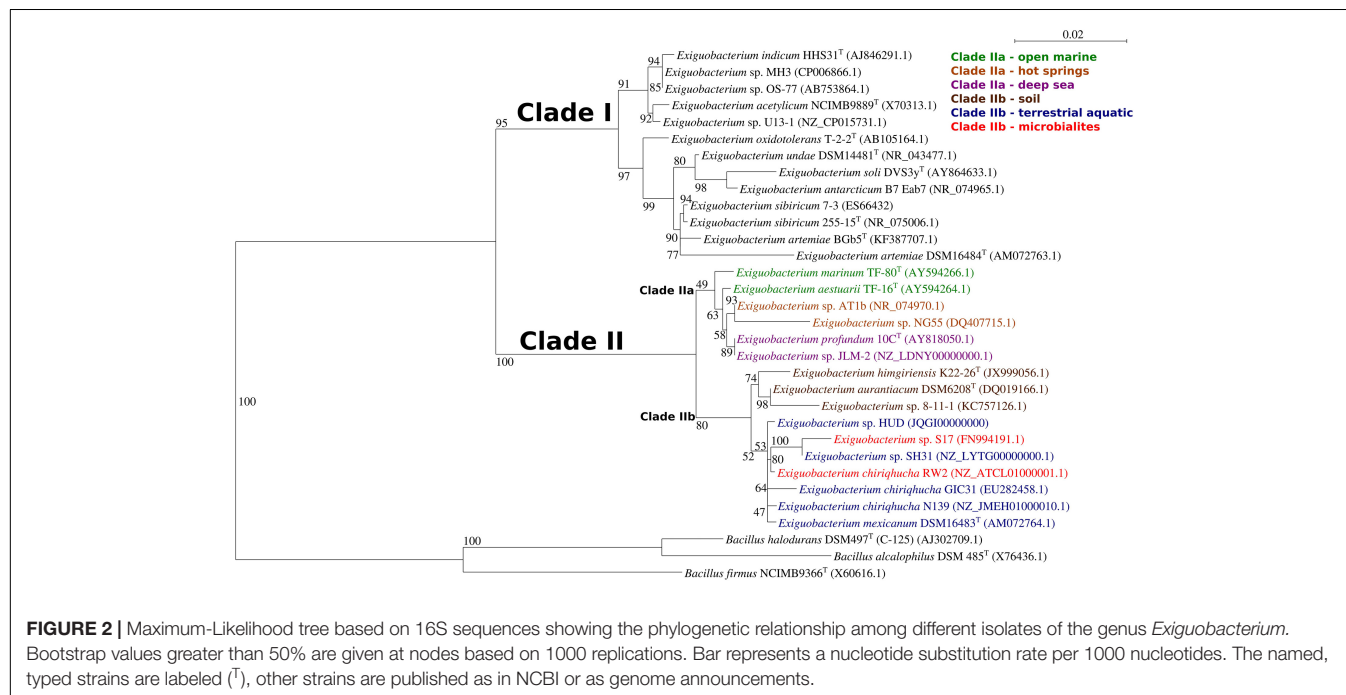 0.02
Exiguobacterium indicum HHS31ᵀ (AJ846291.1)
94
Exiguobacterium sp. MH3 (CP006866.1)
91
85
Exiguobacterium sp. OS-77 (AB753864.1)
Exiguobacterium acetylicum NCIMB9889ᵀ (X70313.1)
95
Clade I
92
Exiguobacterium sp. U13-1 (NZ_CP015731.1)
Exiguobacterium oxidotolerans T-2-2ᵀ (AB105164.1)
97
80
Exiguobacterium undae DSM14481ᵀ (NR_043477.1)
Exiguobacterium soli DVS3yᵀ (AY864633.1)
98
Exiguobacterium antarcticum B7 Eab7 (NR_074965.1)
99
94
Exiguobacterium sibiricum 7-3 (ES66432)
Exiguobacterium sibiricum 255-15ᵀ (NR_075006.1)
90
Exiguobacterium artemiae BGb5ᵀ (KF387707.1)
77
Exiguobacterium artemiae DSM16484ᵀ (AM072763.1)
Clade IIa - open marine
Clade IIa - hot springs
Clade IIa - deep sea
Clade IIb - soil
Clade IIb - terrestrial aquatic
Clade IIb - microbialites
Exiguobacterium marinum TF-80ᵀ (AY594266.1)
49
Clade IIa
Exiguobacterium aestuarii TF-16ᵀ (AY594264.1)
93
Exiguobacterium sp. AT1b (NR_074970.1)
63
Exiguobacterium sp. NG55 (DQ407715.1)
58
Exiguobacterium profundum 10Cᵀ (AY818050.1)
Clade II
89
Exiguobacterium sp. JLM-2 (NZ_LDNY00000000.1)
100
Exiguobacterium himgiriensis K22-26ᵀ (JX999056.1)
74
Exiguobacterium aurantiacum DSM6208ᵀ (DQ019166.1)
98
Exiguobacterium sp. 8-11-1 (KC757126.1)
100
Clade IIb
80
Exiguobacterium sp. HUD (JQGI00000000)
100
Exiguobacterium sp. S17 (FN994191.1)
53
52
Exiguobacterium sp. SH31 (NZ_LYTG00000000.1)
80
Exiguobacterium chiriqhucha RW2 (NZ_ATCL01000001.1)
64
Exiguobacterium chiriqhucha GIC31 (EU282458.1)
Exiguobacterium chiriqhucha N139 (NZ_JMEH01000010.1)
47
Exiguobacterium mexicanum DSM16483ᵀ (AM072764.1)
100
Bacillus halodurans DSM497ᵀ (C-125) (AJ302709.1)
Bacillus alcalophilus DSM 485ᵀ (X76436.1)
Bacillus firmus NCIMB9366ᵀ (X60616.1)
FIGURE 2 | Maximum-Likelihood tree based on 16S sequences showing the phylogenetic relationship among different isolates of the genus Exiguobacterium.
Bootstrap values greater than 50% are given at nodes based on 1000 replications. Bar represents a nucleotide substitution rate per 1000 nucleotides. The named,
typed strains are labeled (ᵀ), other strains are published as in NCBI or as genome announcements.